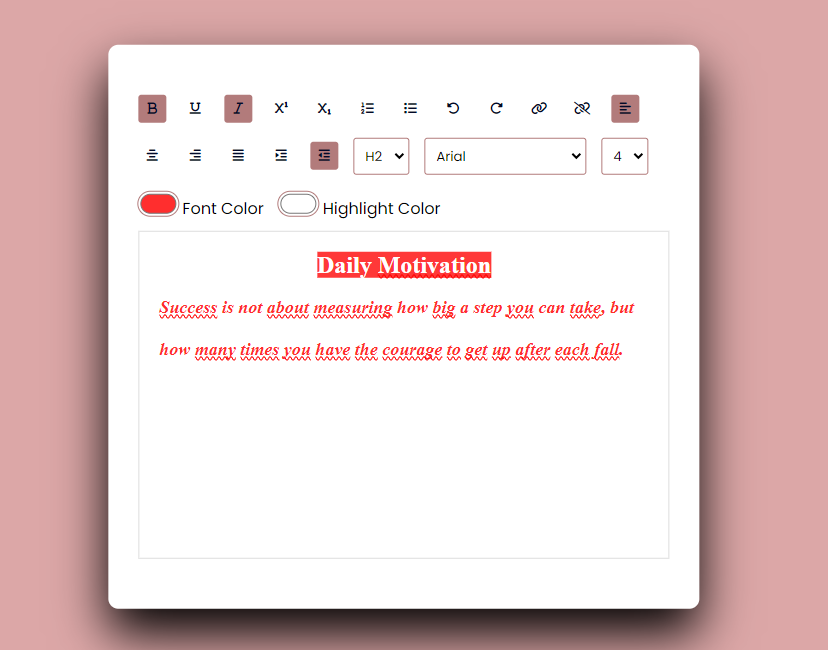 B U I X¹ X₁
H2 Arial 4
Font Color Highlight Color
Daily Motivation
Success is not about measuring how big a step you can take, but
how many times you have the courage to get up after each fall.